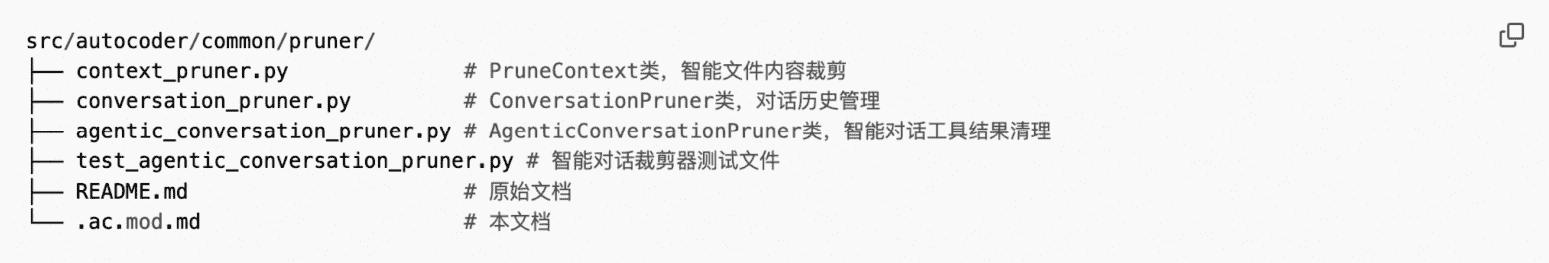 src/autocoder/common/pruner/
├── context_pruner.py                 # PruneContext类，智能文件内容裁剪
├── conversation_pruner.py            # ConversationPruner类，对话历史管理
├── agentic_conversation_pruner.py # AgenticConversationPruner类，智能对话工具结果清理
├── test_agentic_conversation_pruner.py # 智能对话裁剪器测试文件
├── README.md                         # 原始文档
└── .ac.mod.md                        # 本文档